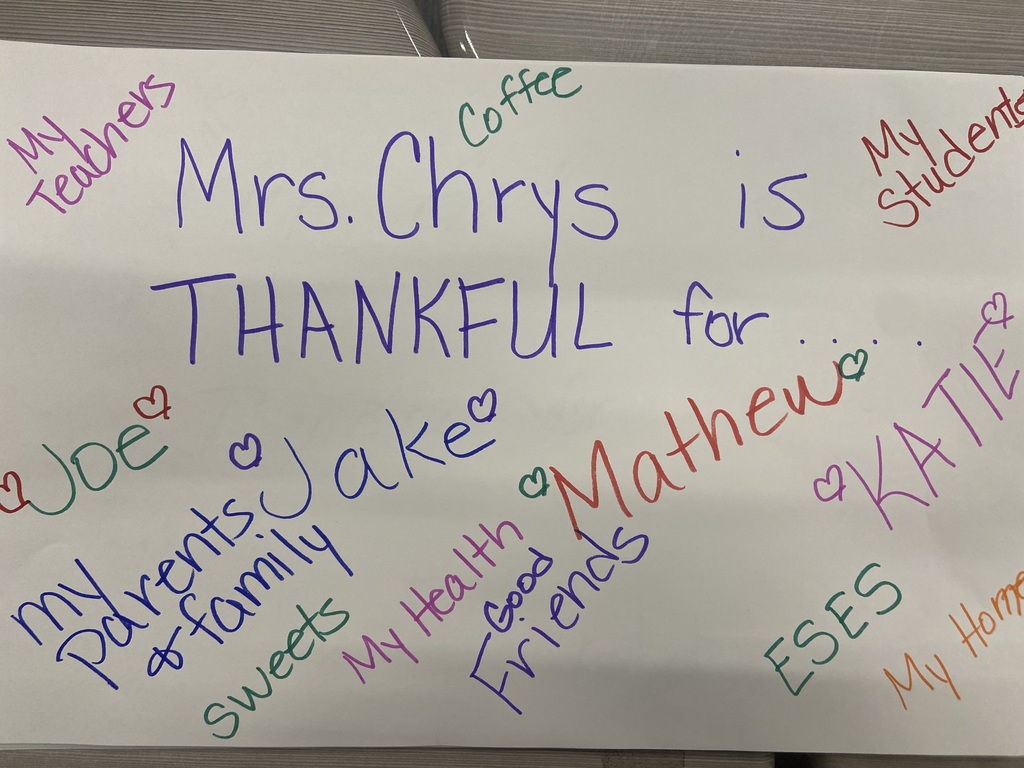 My
Teachers
Coffee
My
Students
Mrs. Chrys is
THANKFUL for.....
Joe
Jake
Mathew
KATIE
my
parents
& family
sweets
My Health
Good
Friends
ESES
My Home